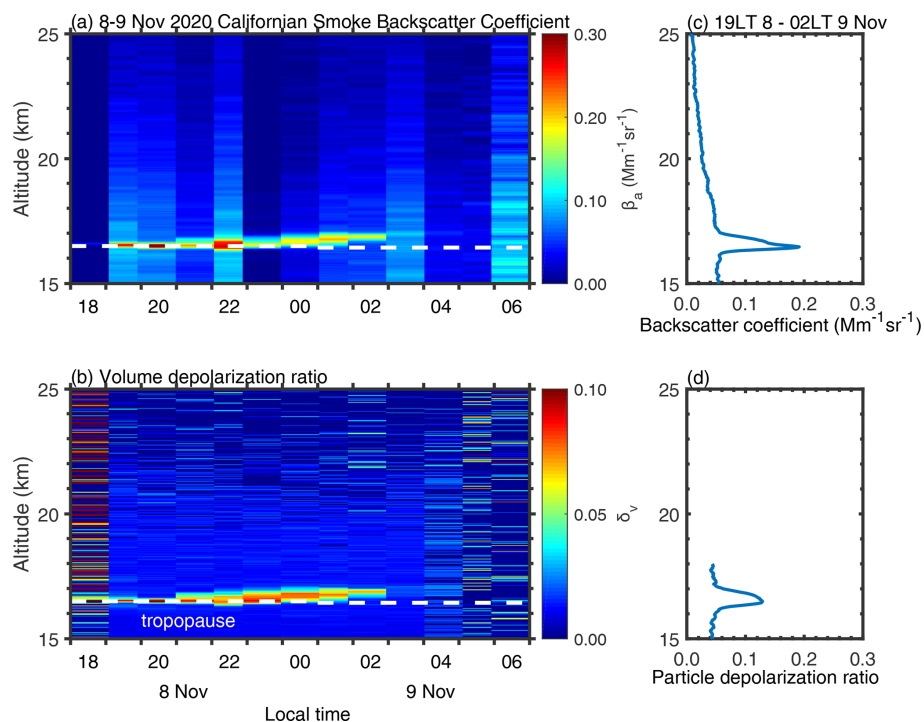 (a) 8-9 Nov 2020 Californian Smoke Backscatter Coefficient
25
20
15
Altitude (km)
18 20 22 00 02 04 06
0.30
0.20
0.10
0.00
βa (Mm-1sr-1)
(c) 19LT 8 - 02LT 9 Nov
25
20
15
0.0 0.1 0.2 0.3
Backscatter coefficient (Mm-1sr-1)
(b) Volume depolarization ratio
25
20
15
Altitude (km)
tropopause
18 20 22 00 02 04 06
8 Nov 9 Nov
Local time
0.10
0.05
0.00
δv
(d)
25
20
15
0.0 0.1 0.2 0.3
Particle depolarization ratio